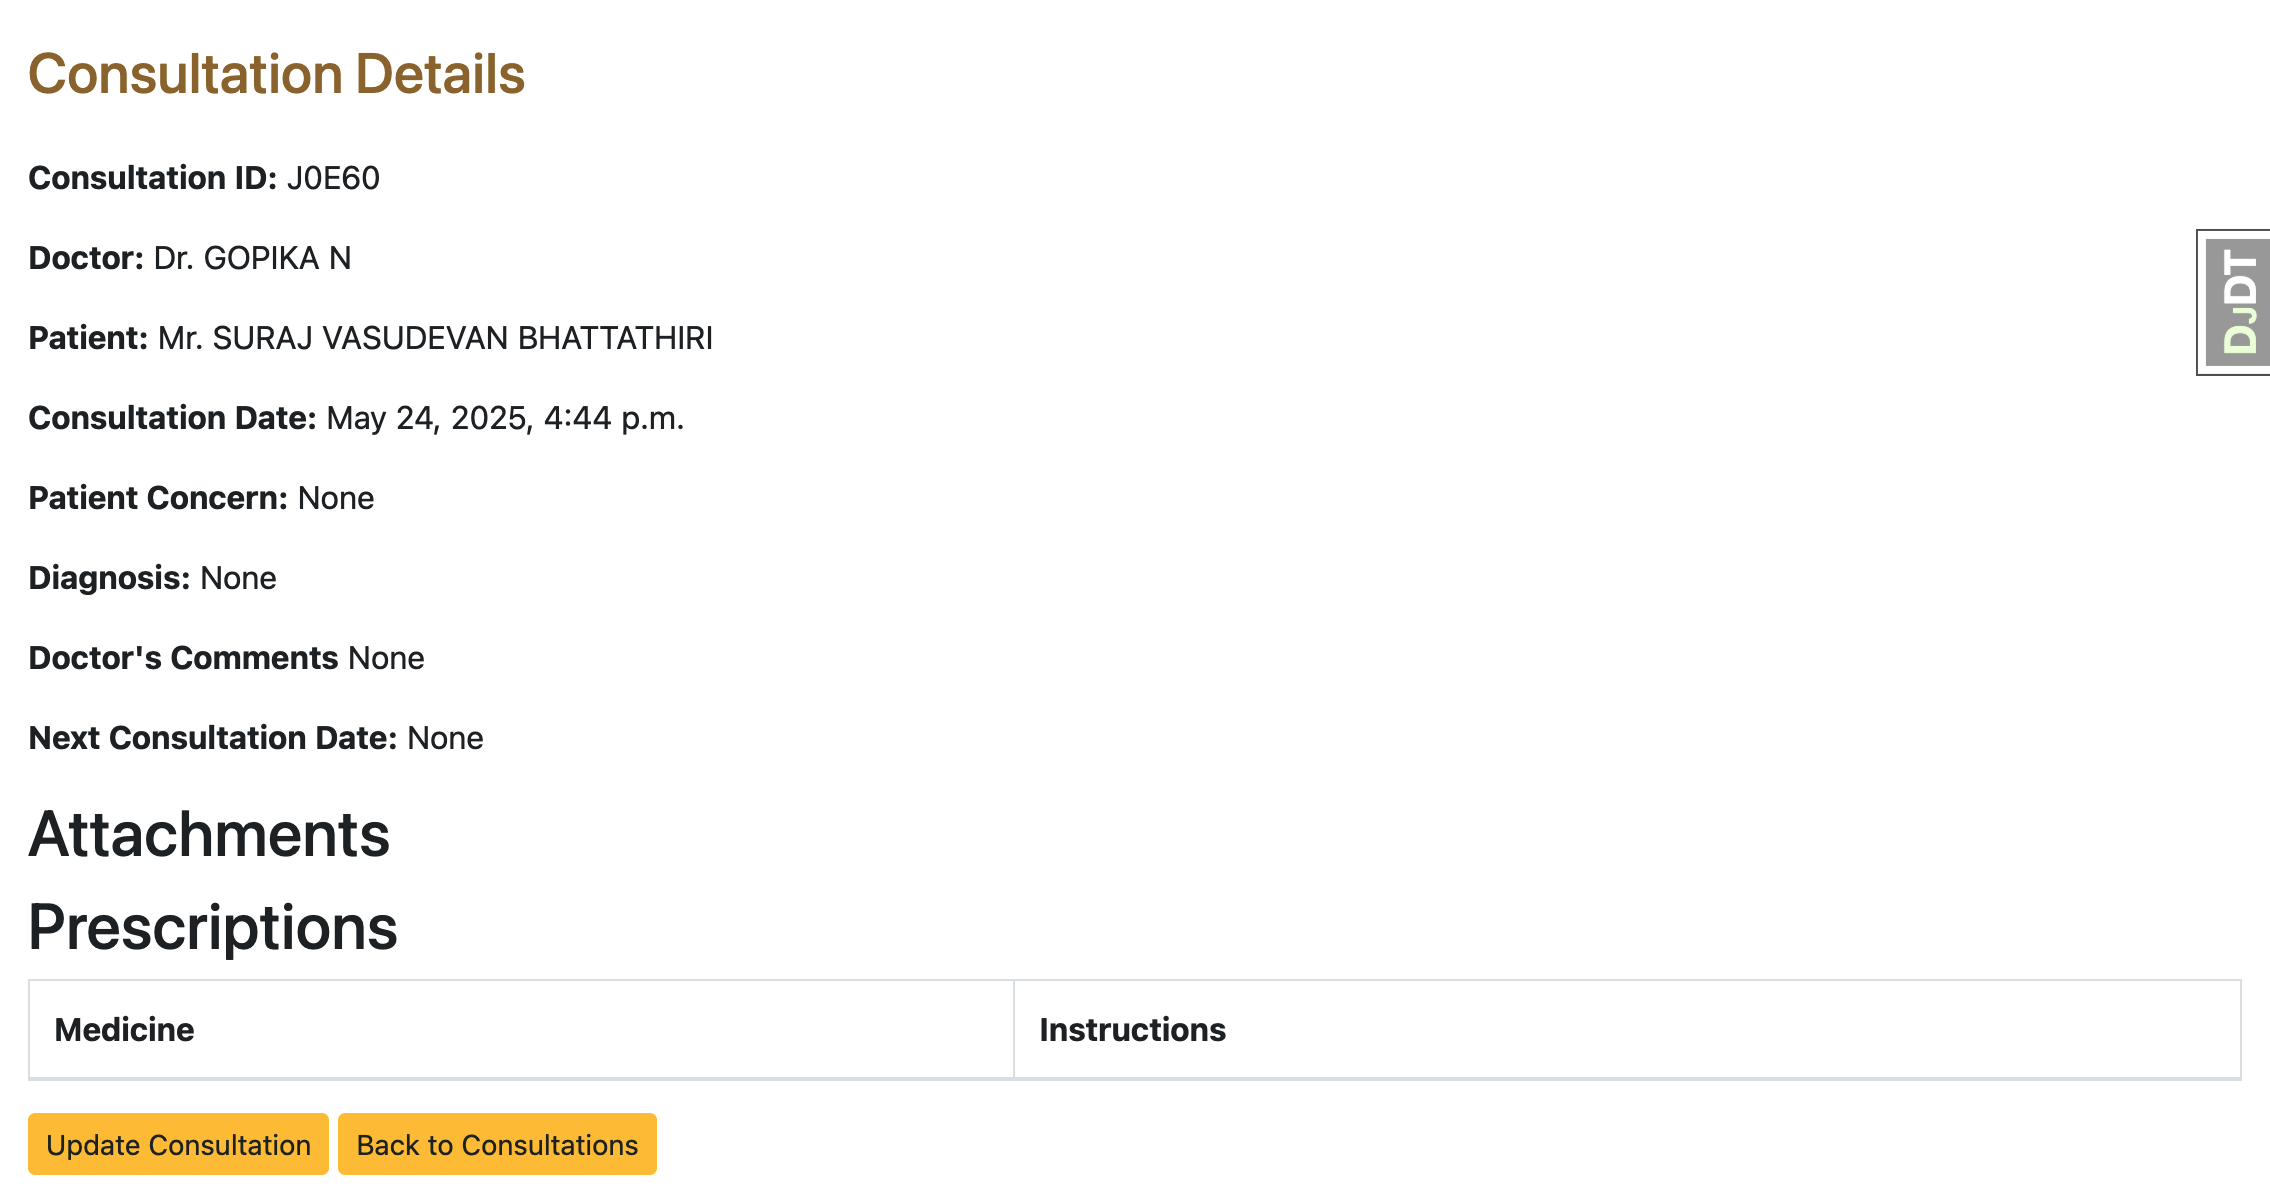 Consultation Details
Consultation ID: J0E60
Doctor: Dr. GOPIKA N
DJDT
Patient: Mr. SURAJ VASUDEVAN BHATTATHIRI
Consultation Date: May 24, 2025, 4:44 p.m.
Patient Concern: None
Diagnosis: None
Doctor's Comments None
Next Consultation Date: None
Attachments
Prescriptions
Medicine
Instructions
Update Consultation
Back to Consultations